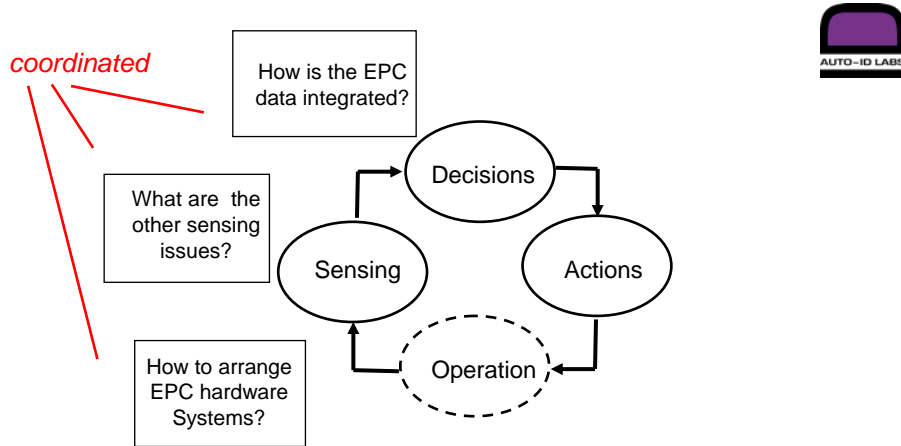 coordinated
How is the EPC
data integrated?
AUTO-ID LABS
Decisions
What are the
other sensing
issues?
Sensing
Actions
How to arrange
EPC hardware
Systems?
Operation